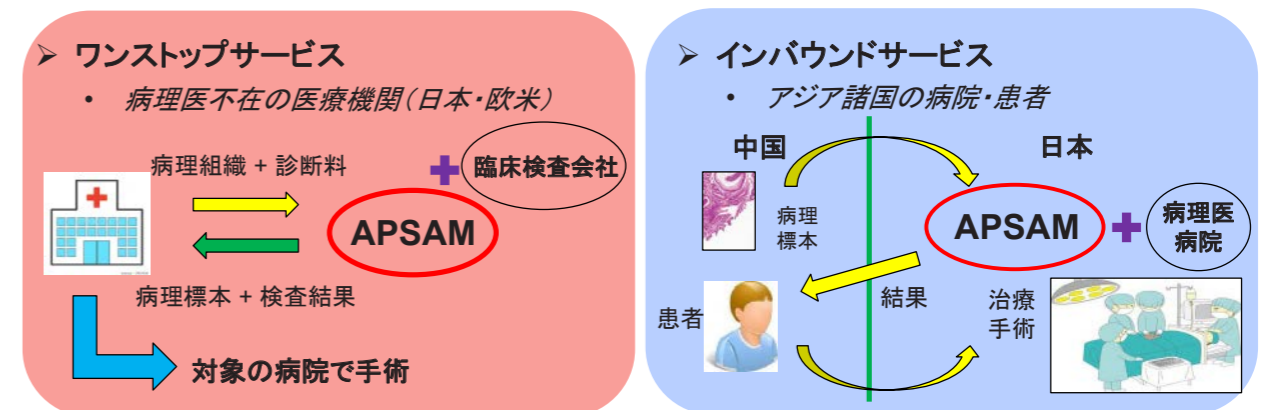 ➢ ワンストップサービス
• 病理医不在の医療機関(日本・欧米)
病理組織 + 診断料
臨床検査会社
APSAM
病理標本 + 検査結果
対象の病院で手術
➢ インバウンドサービス
• アジア諸国の病院・患者
中国
日本
病理
標本
APSAM
病理医
病院
患者
結果
治療
手術